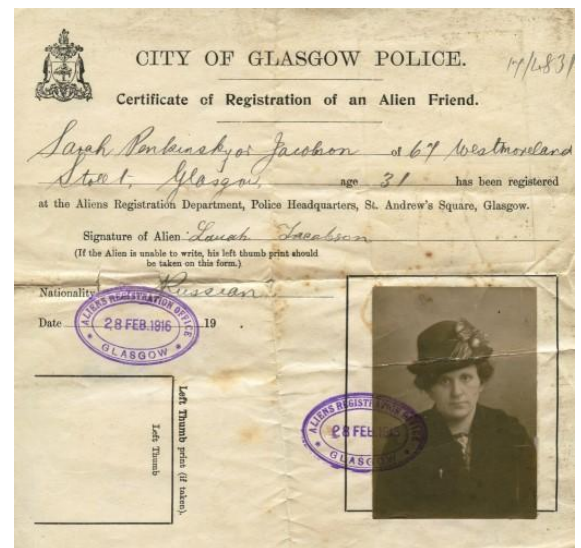 CITY OF GLASGOW POLICE.
17/4831
Certificate of Registration of an Alien Friend.
Sarah Penkinsky or Jacobson of 67 Westmoreland
Street, Glasgow, age 31 has been registered
at the Aliens Registration Department, Police Headquarters, St. Andrew's Square, Glasgow.
Signature of Alien Sarah Jacobson
(If the Alien is unable to write, his left thumb print should
be taken on this form.)
Nationality Russian
Date 19
ALIENS REGISTRATION OFFICE
28 FEB.1916
GLASGOW
Left Thumb print (if taken).
Left Thumb
ALIENS REGISTRATION OFFICE
28 FEB
GLASGOW